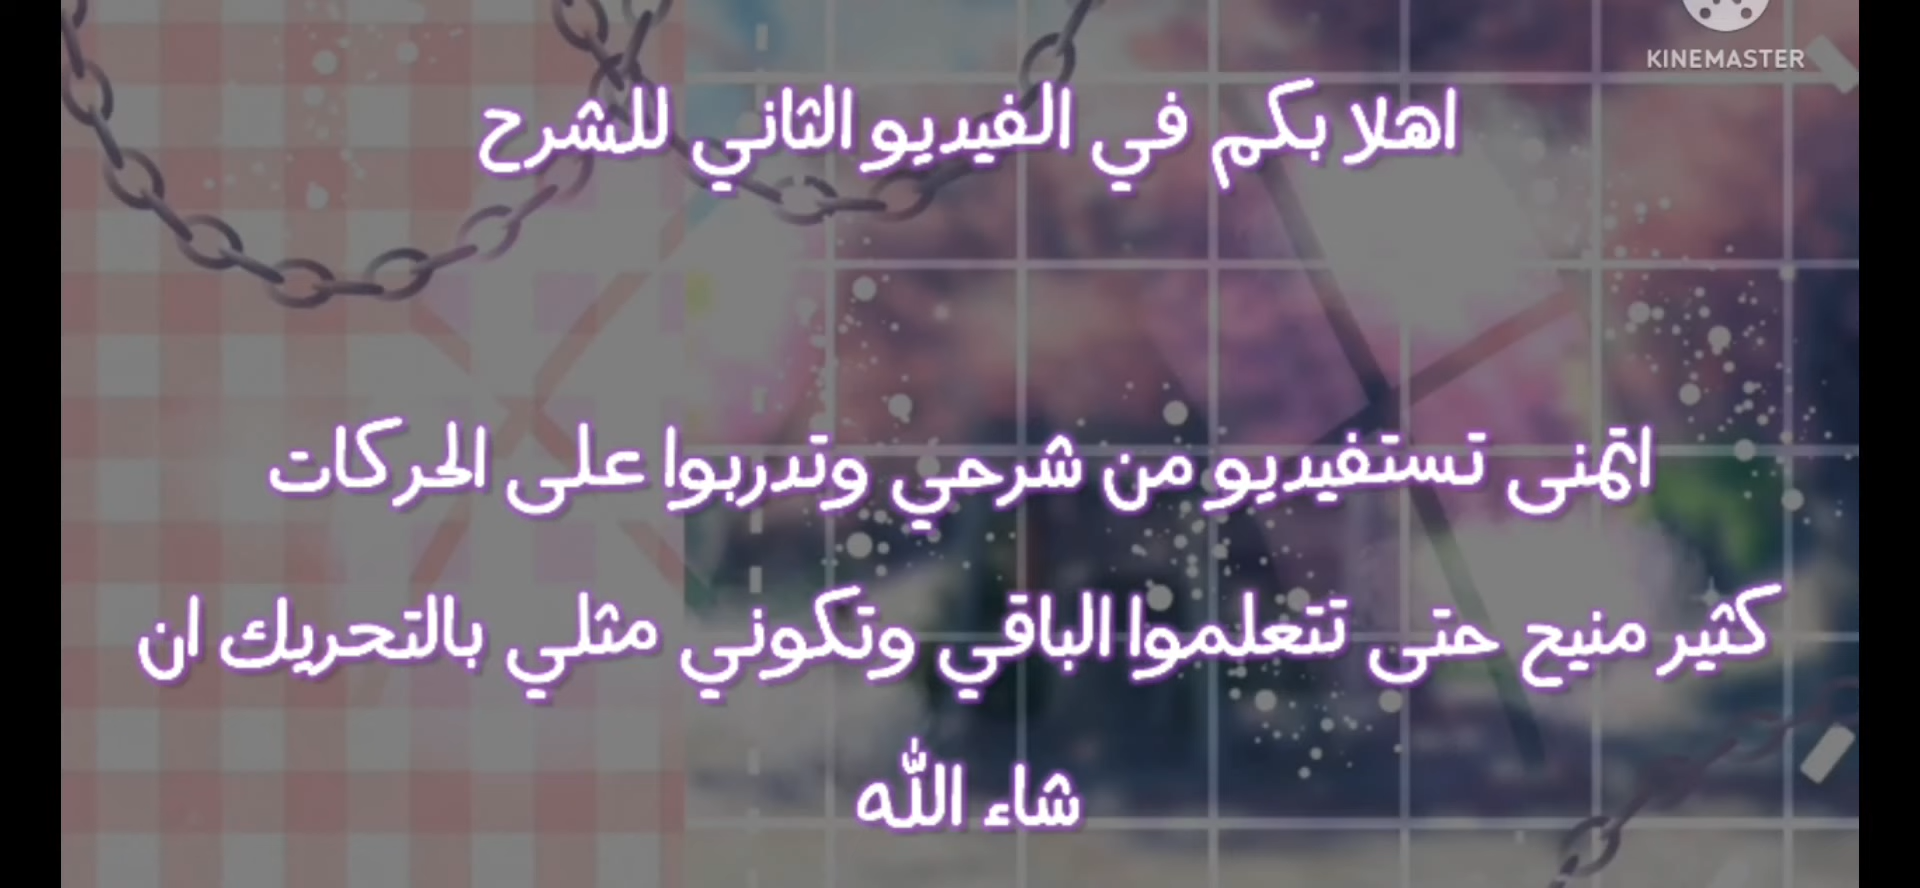 KINEMASTER
اهلا بكم في الفيديو الثاني للشرح
اتمنى تستفيديو من شرحي وتدربوا على الحركات
كثير منيح حتى تتعلموا الباقي وتكوني مثلي بالتحريك ان
شاء الله